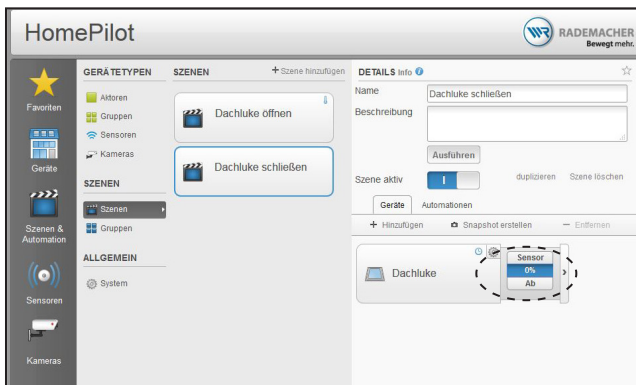 HomePilot
WR RADEMACHER
Bewegt mehr.
Favoriten
Geräte
Szenen &
Automation
Sensoren
Kameras
GERÄTETYPEN
Aktoren
Gruppen
Sensoren
Kameras
SZENEN
Szenen
Gruppen
ALLGEMEIN
System
SZENEN + Szene hinzufügen
Dachluke öffnen
Dachluke schließen
DETAILS Info i
Name Dachluke schließen
Beschreibung
Ausführen
Szene aktiv I duplizieren Szene löschen
Geräte Automationen
+ Hinzufügen Snapshot erstellen − Entfernen
Dachluke
Sensor
0%
Ab